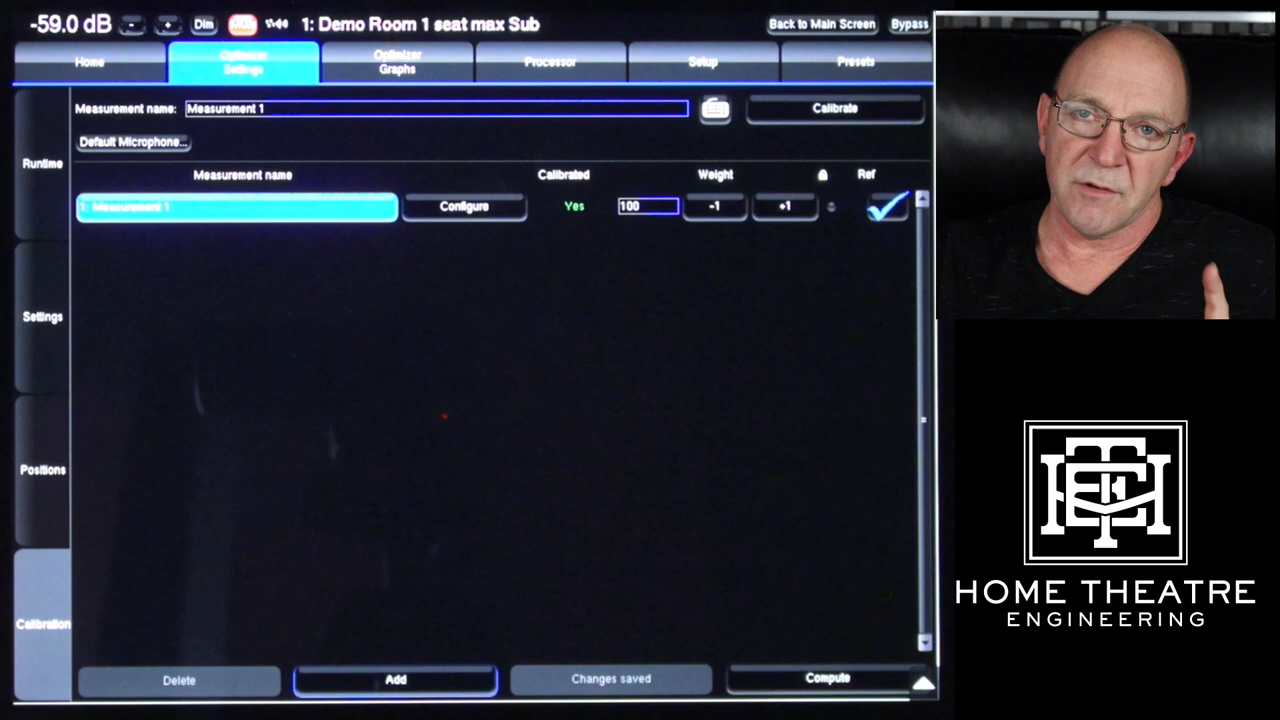 -59.0 dB - + Dim 1: Demo Room 1 seat max Sub Back to Main Screen Bypass
Home Optimizer Settings Optimizer Graphs Processor Setup Presets
Measurement name: Measurement 1 Calibrate
Default Microphone...
Runtime
Measurement name Calibrated Weight Ref
1: Measurement 1 Configure Yes 100 -1 +1
Settings
Positions
Calibration
Delete Add Changes saved Compute
HOME THEATRE
ENGINEERING